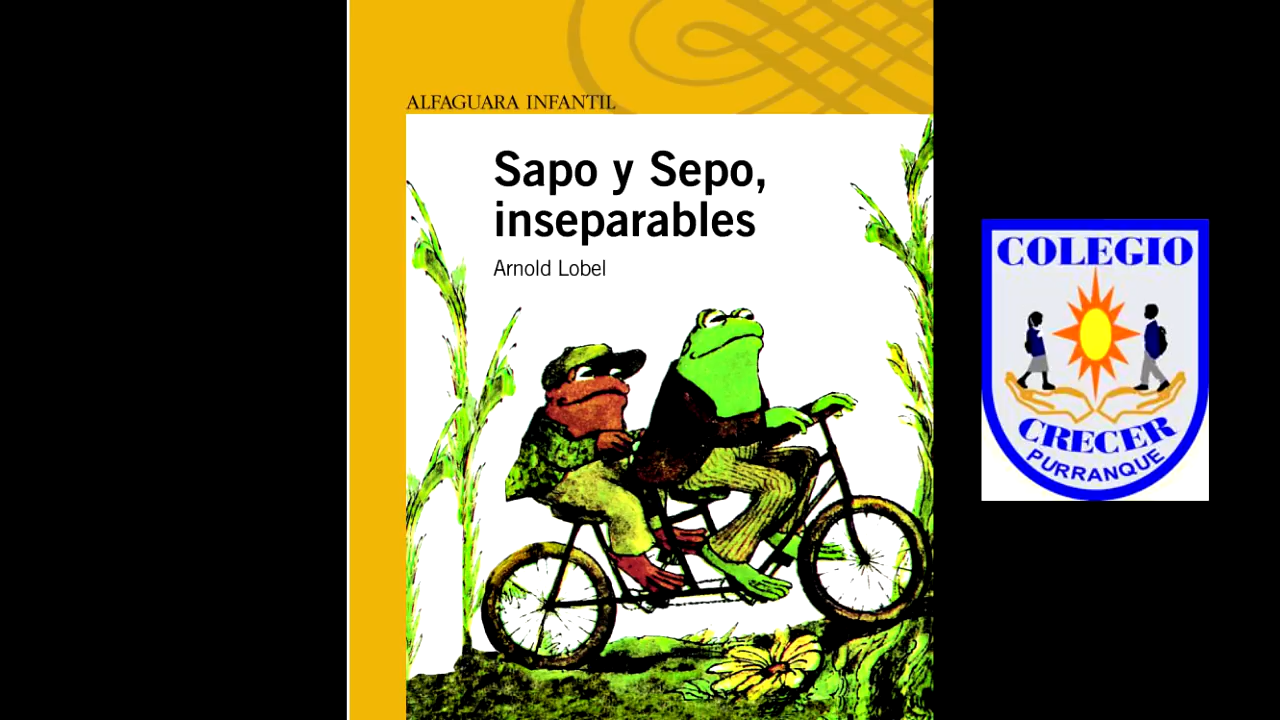 ALFAGUARA INFANTIL
Sapo y Sepo,
inseparables
Arnold Lobel
COLEGIO
CRECER
PURRANQUE